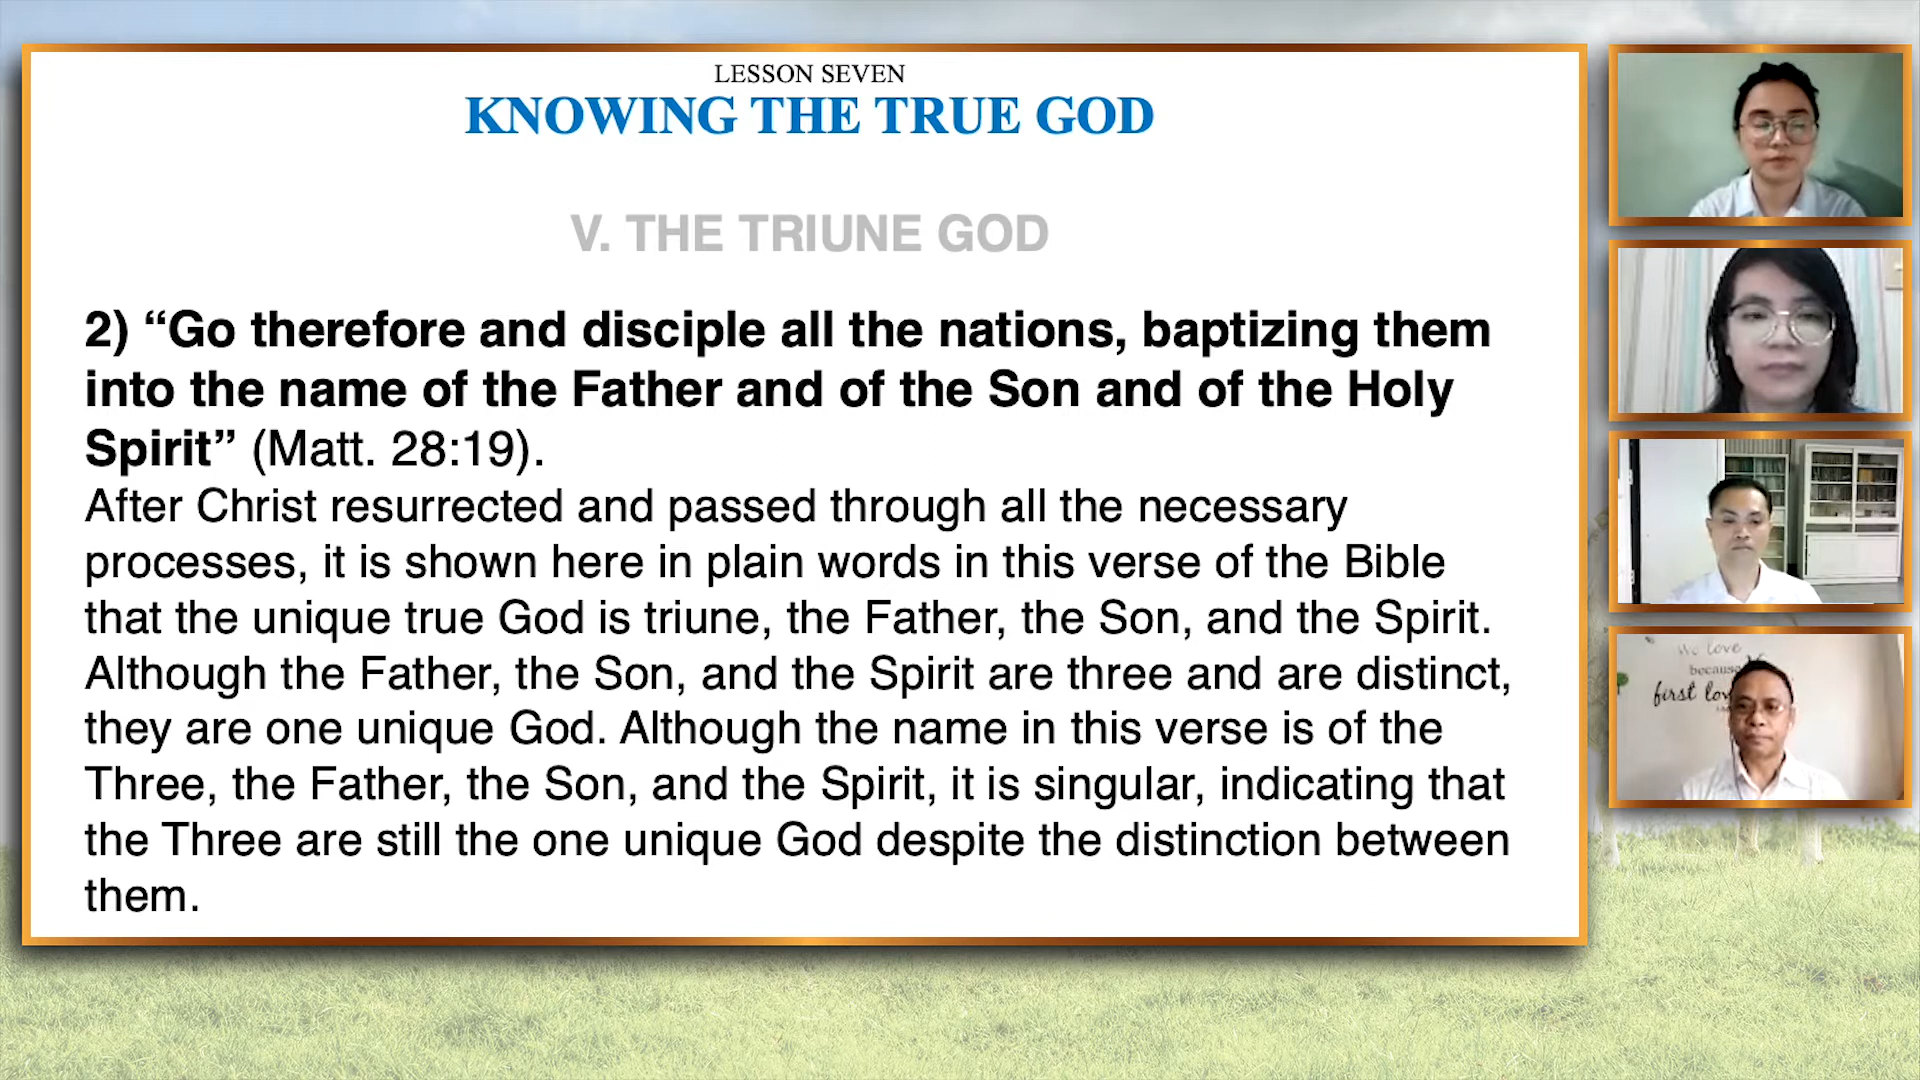 LESSON SEVEN
KNOWING THE TRUE GOD
V. THE TRIUNE GOD
2) “Go therefore and disciple all the nations, baptizing them
into the name of the Father and of the Son and of the Holy
Spirit” (Matt. 28:19).
After Christ resurrected and passed through all the necessary
processes, it is shown here in plain words in this verse of the Bible
that the unique true God is triune, the Father, the Son, and the Spirit.
Although the Father, the Son, and the Spirit are three and are distinct,
they are one unique God. Although the name in this verse is of the
Three, the Father, the Son, and the Spirit, it is singular, indicating that
the Three are still the one unique God despite the distinction between
them.
We love
because
first